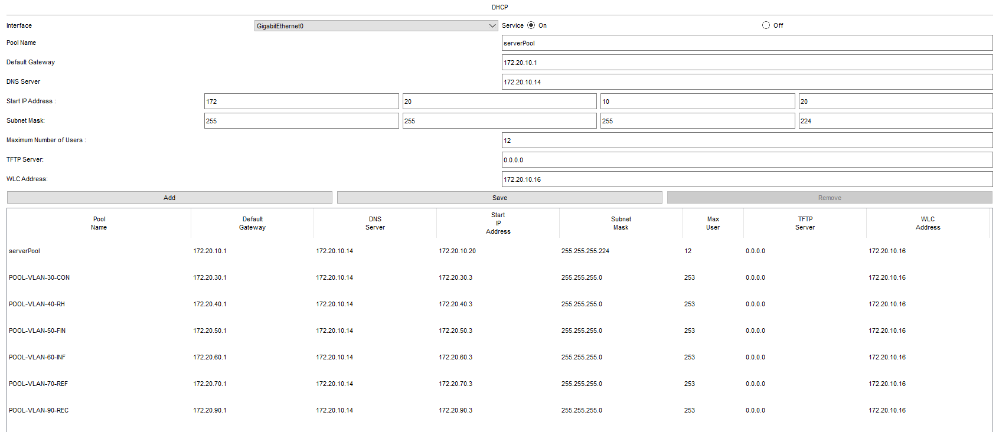 DHCP
Interface GigabitEthernet0 Service On Off
Pool Name serverPool
Default Gateway 172.20.10.1
DNS Server 172.20.10.14
Start IP Address : 172 20 10 20
Subnet Mask: 255 255 255 224
Maximum Number of Users : 12
TFTP Server: 0.0.0.0
WLC Address: 172.20.10.16
Add Save Remove
Pool Name Default Gateway DNS Server Start IP Address Subnet Mask Max User TFTP Server WLC Address
serverPool 172.20.10.1 172.20.10.14 172.20.10.20 255.255.255.224 12 0.0.0.0 172.20.10.16
POOL-VLAN-30-CON 172.20.30.1 172.20.10.14 172.20.30.3 255.255.255.0 253 0.0.0.0 172.20.10.16
POOL-VLAN-40-RH 172.20.40.1 172.20.10.14 172.20.40.3 255.255.255.0 253 0.0.0.0 172.20.10.16
POOL-VLAN-50-FIN 172.20.50.1 172.20.10.14 172.20.50.3 255.255.255.0 253 0.0.0.0 172.20.10.16
POOL-VLAN-60-INF 172.20.60.1 172.20.10.14 172.20.60.3 255.255.255.0 253 0.0.0.0 172.20.10.16
POOL-VLAN-70-REF 172.20.70.1 172.20.10.14 172.20.70.3 255.255.255.0 253 0.0.0.0 172.20.10.16
POOL-VLAN-90-REC 172.20.90.1 172.20.10.14 172.20.90.3 255.255.255.0 253 0.0.0.0 172.20.10.16